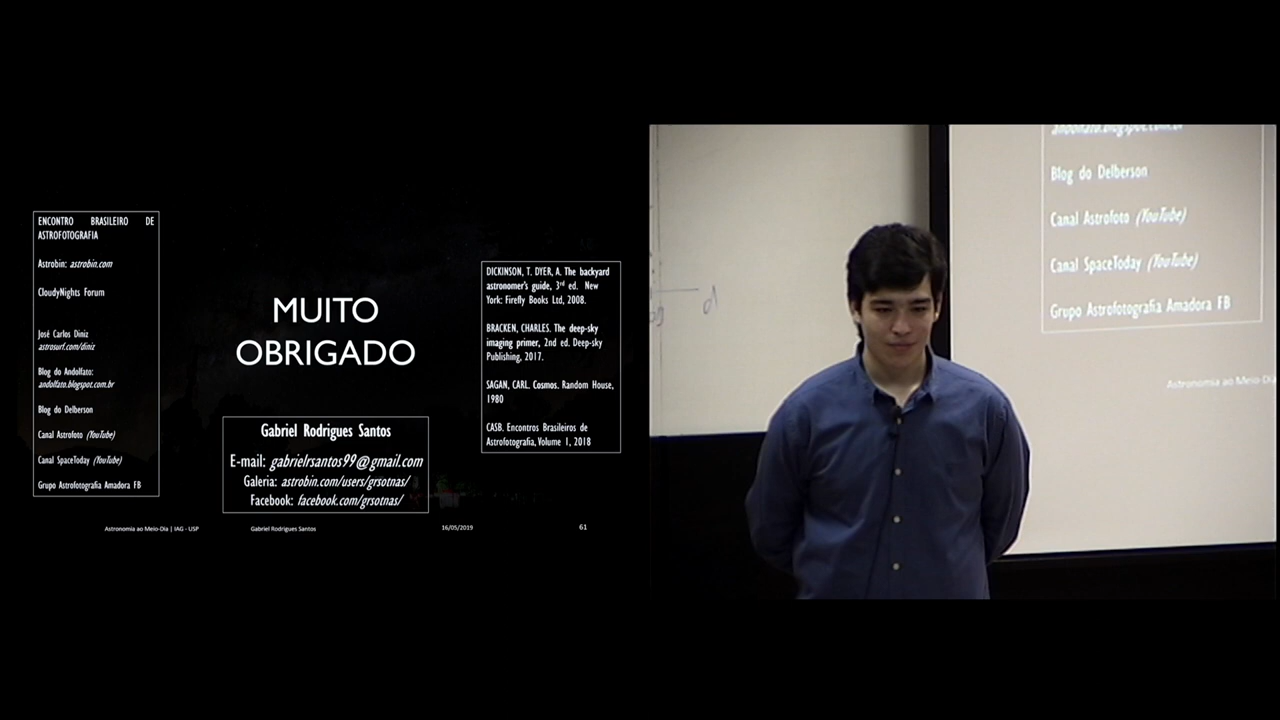 ENCONTRO BRASILEIRO DE
ASTROFOTOGRAFIA
Astrobin: astrobin.com
CloudyNights Forum
José Carlos Diniz
astrosurf.com/diniz
Blog do Andolfato:
andolfato.blogspot.com.br
Blog do Delberson
Canal Astrofoto (YouTube)
Canal SpaceToday (YouTube)
Grupo Astrofotografia Amadora FB
MUITO
OBRIGADO
Gabriel Rodrigues Santos
E-mail: gabrielrsantos99@gmail.com
Galeria: astrobin.com/users/grsotnas/
Facebook: facebook.com/grsotnas/
DICKINSON, T. DYER, A. The backyard
astronomer's guide, 3rd ed. New
York: Firefly Books Ltd, 2008.
BRACKEN, CHARLES. The deep-sky
imaging primer, 2nd ed. Deep-sky
Publishing, 2017.
SAGAN, CARL. Cosmos. Random House,
1980
CASB. Encontros Brasileiros de
Astrofotografia, Volume 1, 2018
Astronomia ao Meio-Dia | IAG - USP
Gabriel Rodrigues Santos
16/05/2019
61
andolfato.blogspot.com.br
Blog do Delberson
Canal Astrofoto (YouTube)
Canal SpaceToday (YouTube)
Grupo Astrofotografia Amadora FB
Astronomia ao Meio-Dia
d